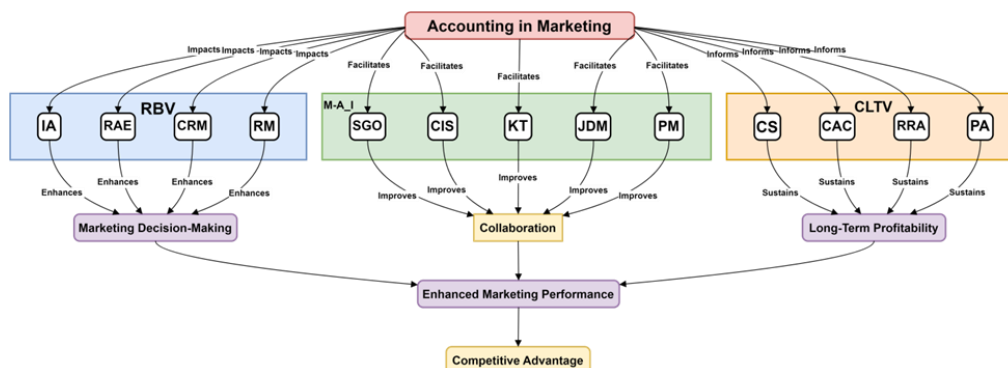 Accounting in Marketing
Impacts Impacts Impacts Impacts
Facilitates Facilitates Facilitates Facilitates Facilitates
Informs Informs Informs Informs
RBV
M-A_I
CLTV
IA RAE CRM RM
SGO CIS KT JDM PM
CS CAC RRA PA
Enhances Enhances Enhances Enhances
Improves Improves Improves Improves Improves
Sustains Sustains Sustains Sustains
Marketing Decision-Making
Collaboration
Long-Term Profitability
Enhanced Marketing Performance
Competitive Advantage